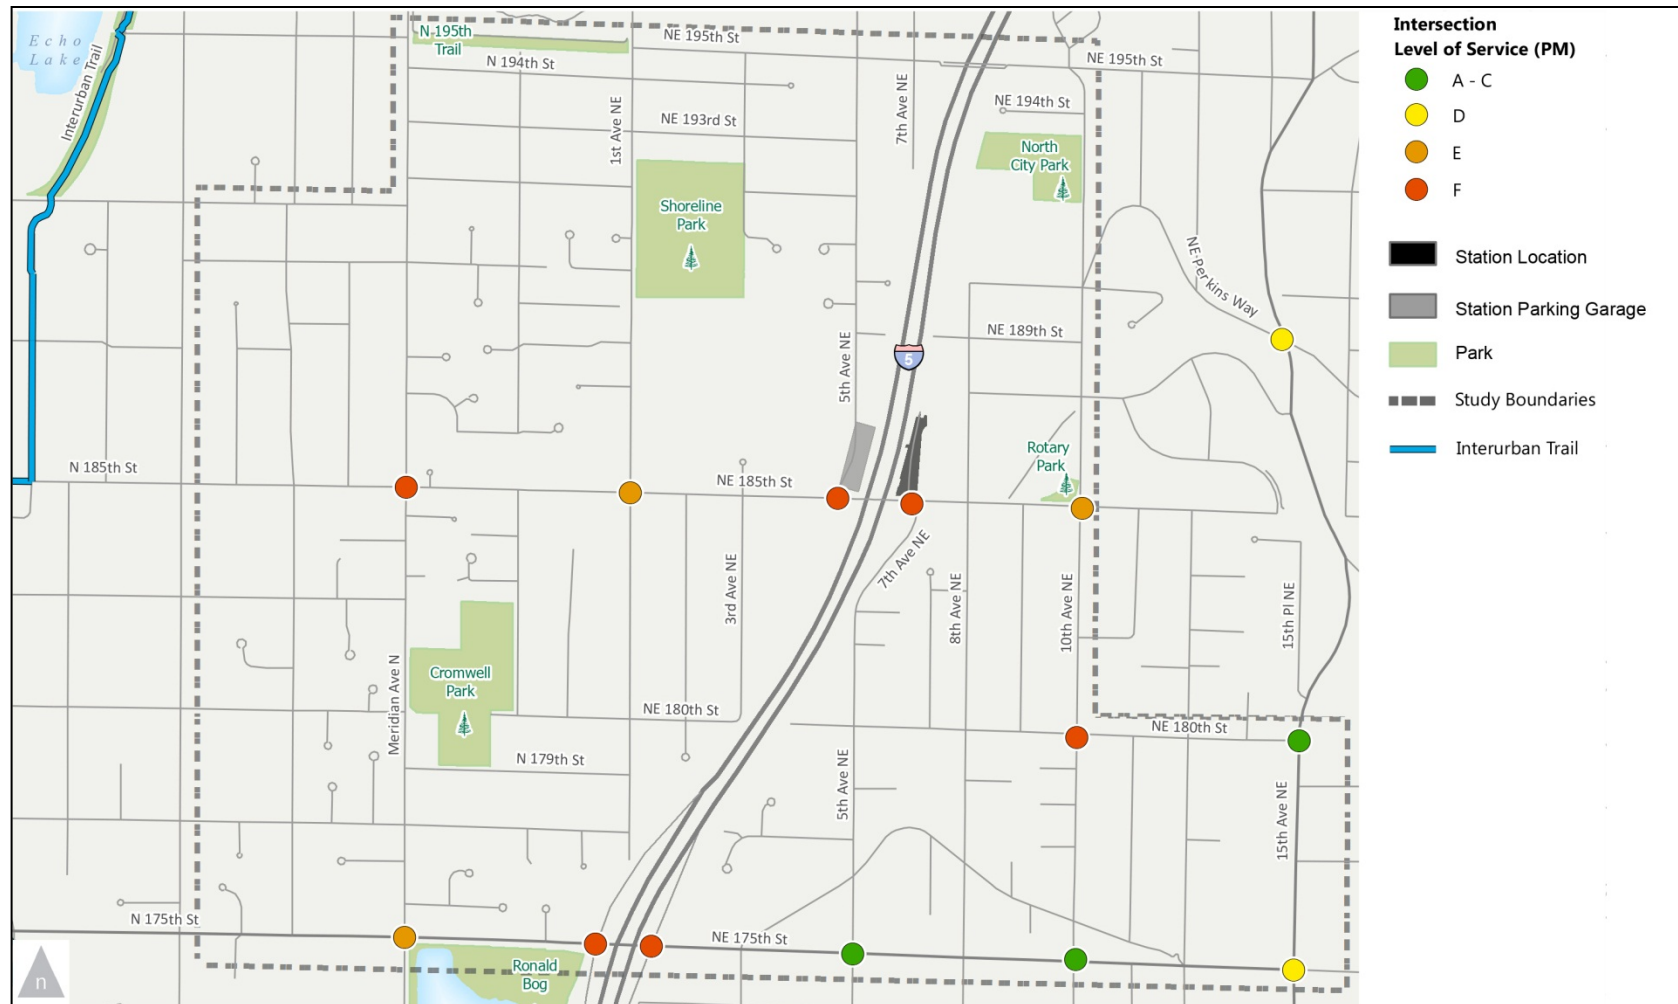 Echo
Lake
Interurban Trail
N 195th
Trail
NE 195th St
N 194th St
1st Ave NE
NE 193rd St
7th Ave NE
NE 195th St
NE 194th St
North
City Park
Shoreline
Park
NE Perkins Way
5
NE 189th St
5th Ave NE
Rotary
Park
N 185th St
NE 185th St
7th Ave NE
3rd Ave NE
8th Ave NE
10th Ave NE
15th Pl NE
Meridian Ave N
Cromwell
Park
NE 180th St
NE 180th St
N 179th St
5th Ave NE
15th Ave NE
N 175th St
NE 175th St
Ronald
Bog
n
Intersection
Level of Service (PM)
A - C
D
E
F
Station Location
Station Parking Garage
Park
Study Boundaries
Interurban Trail